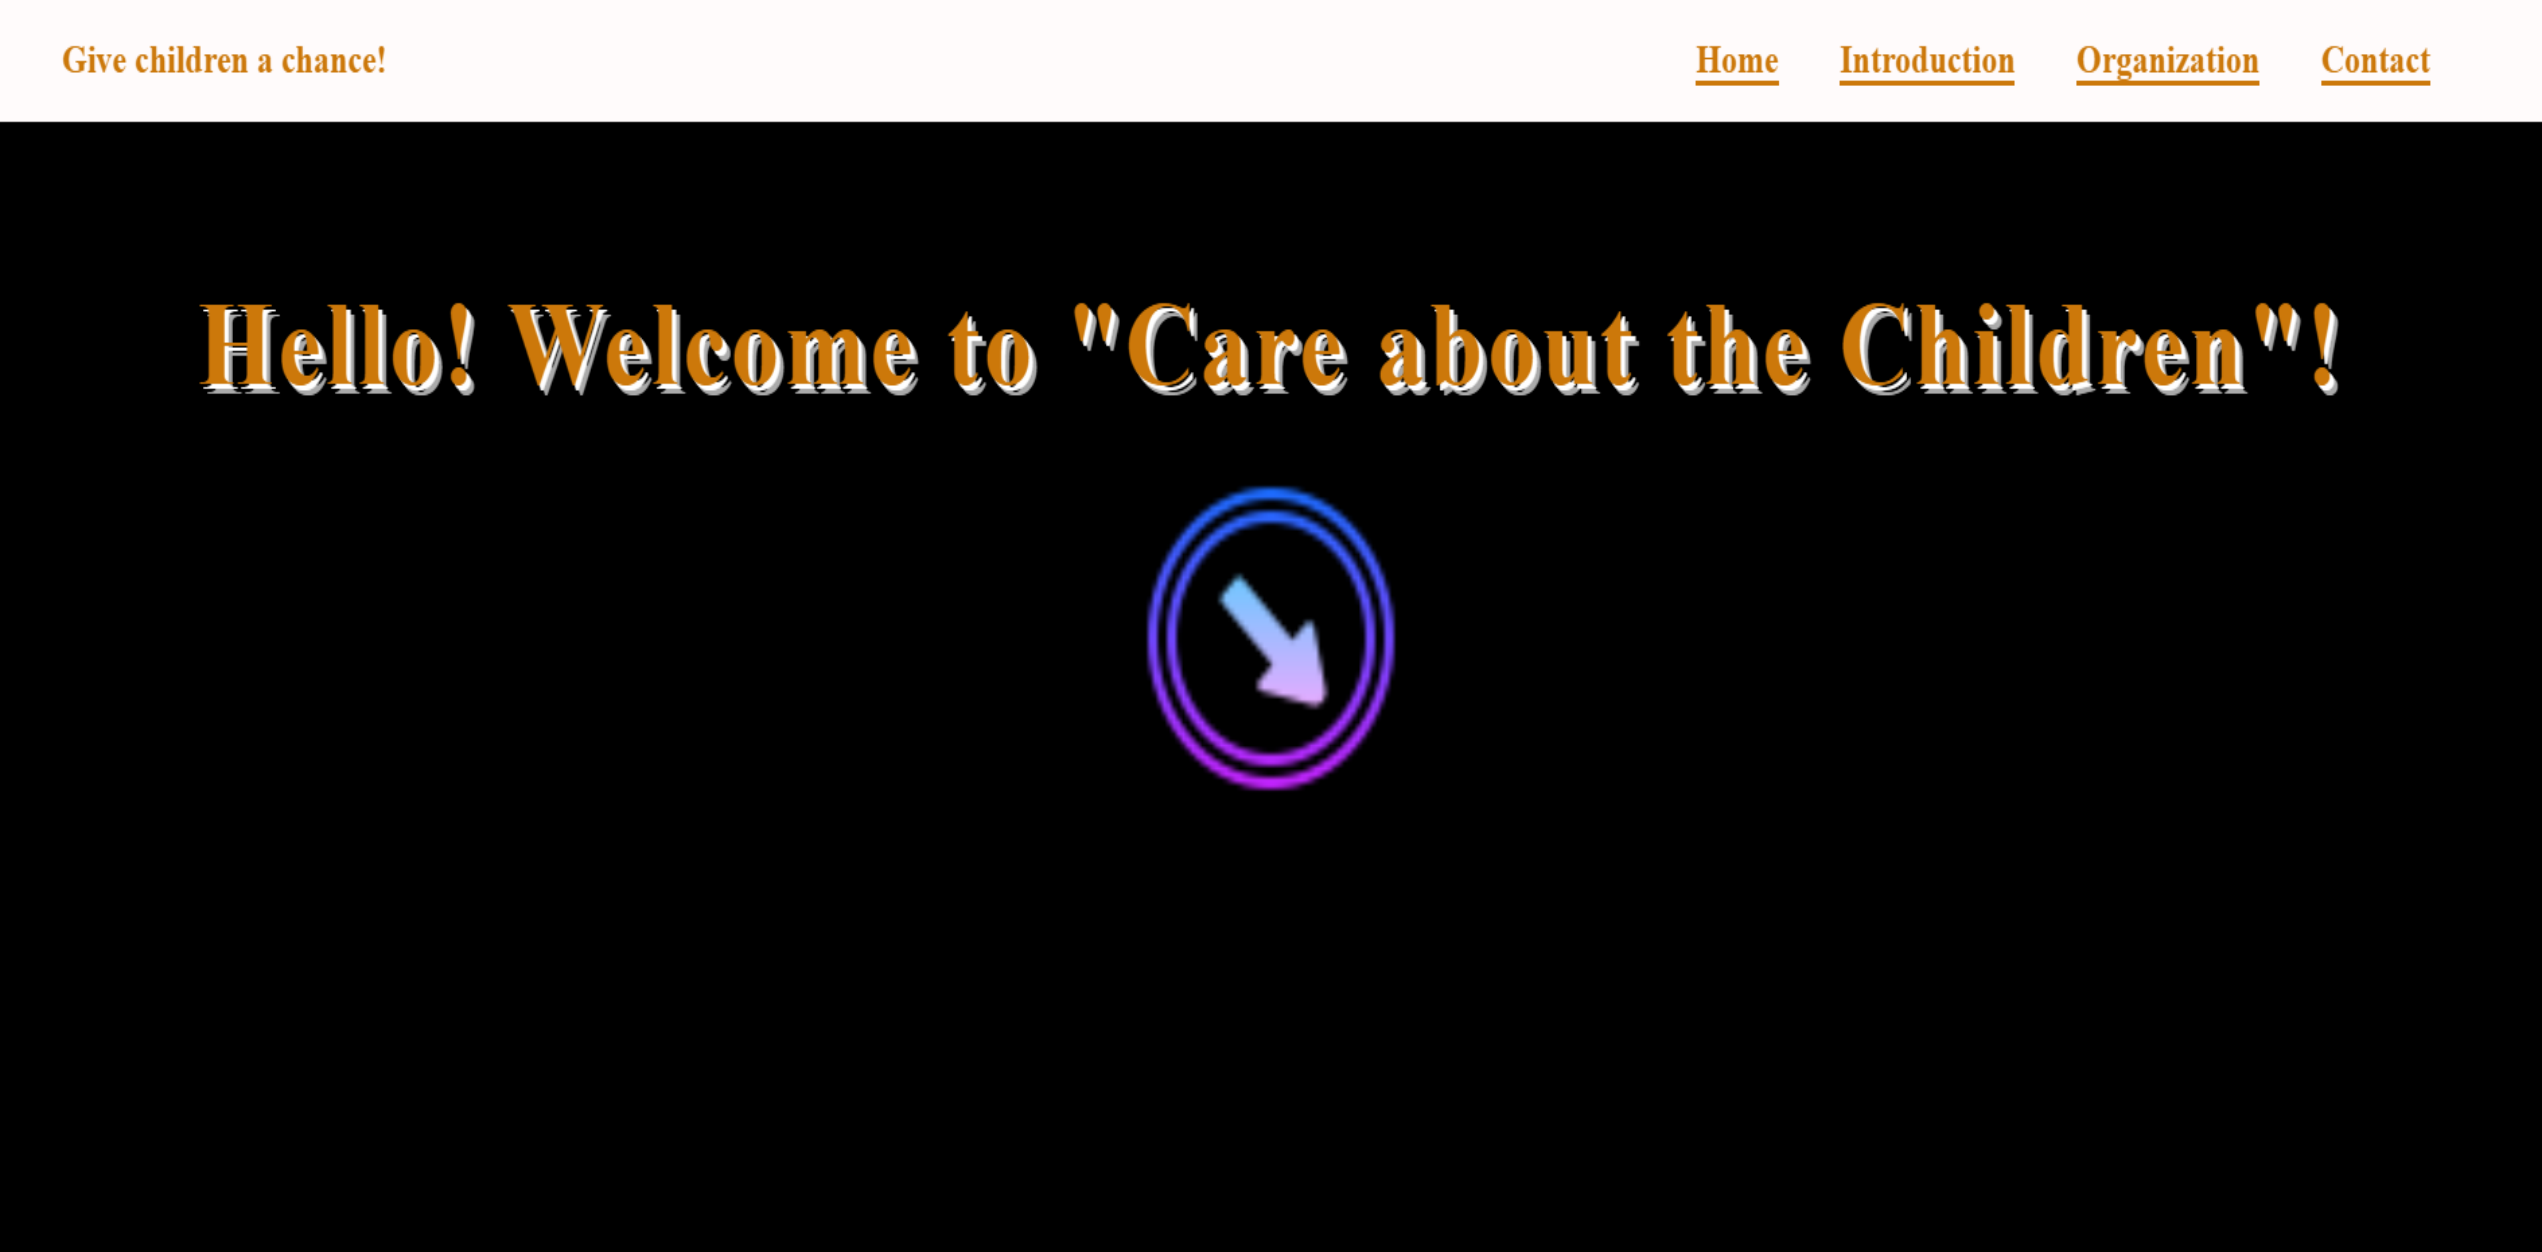 Give children a chance!
Home Introduction Organization Contact
Hello! Welcome to "Care about the Children"!